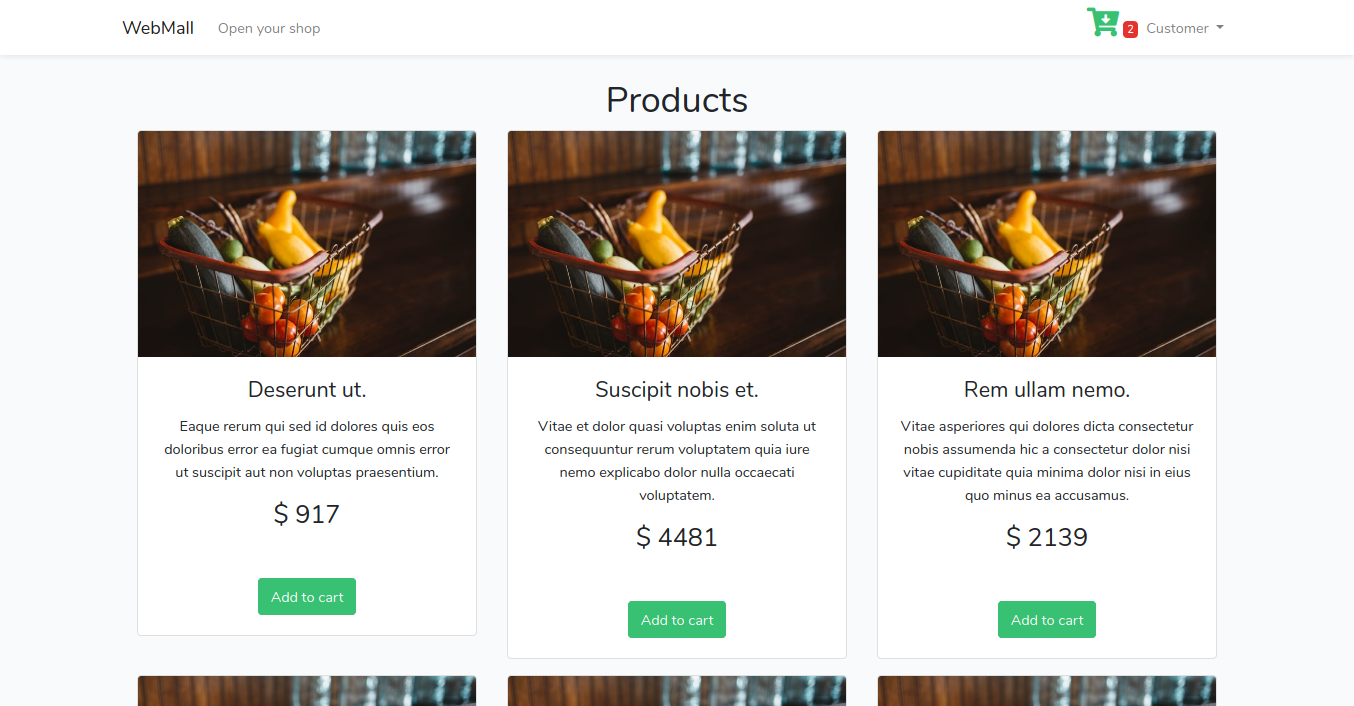 WebMall Open your shop 2 Customer
Products
Deserunt ut.
Eaque rerum qui sed id dolores quis eos
doloribus error ea fugiat cumque omnis error
ut suscipit aut non voluptas praesentium.
$ 917
Add to cart
Suscipit nobis et.
Vitae et dolor quasi voluptas enim soluta ut
consequuntur rerum voluptatem quia iure
nemo explicabo dolor nulla occaecati
voluptatem.
$ 4481
Add to cart
Rem ullam nemo.
Vitae asperiores qui dolores dicta consectetur
nobis assumenda hic a consectetur dolor nisi
vitae cupiditate quia minima dolor nisi in eius
quo minus ea accusamus.
$ 2139
Add to cart